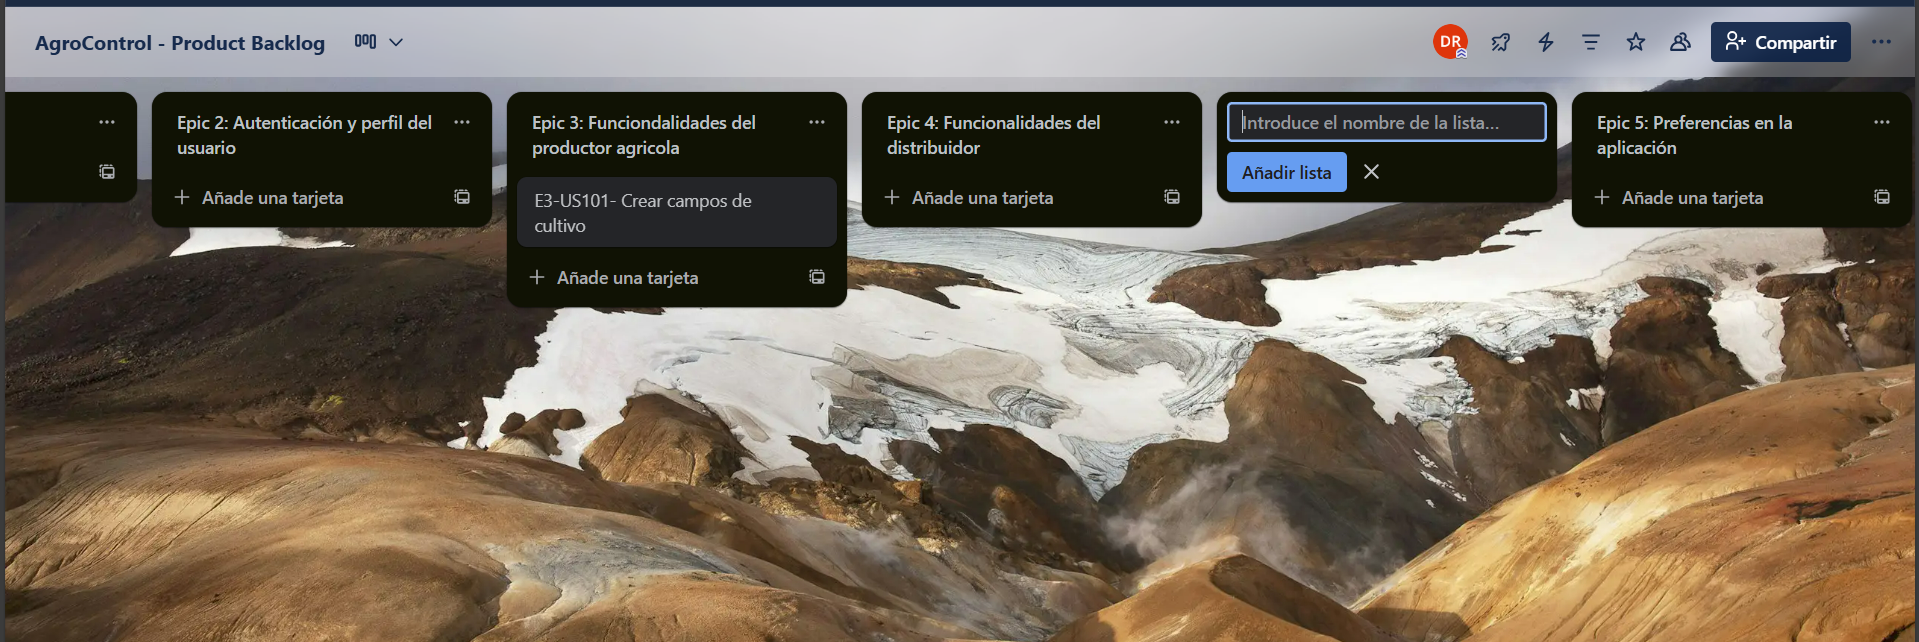 AgroControl - Product Backlog
DR
Compartir
Epic 2: Autenticación y perfil del
usuario
Añade una tarjeta
Epic 3: Funciondalidades del
productor agricola
E3-US101- Crear campos de
cultivo
Añade una tarjeta
Epic 4: Funcionalidades del
distribuidor
Añade una tarjeta
Introduce el nombre de la lista...
Añadir lista
Epic 5: Preferencias en la
aplicación
Añade una tarjeta